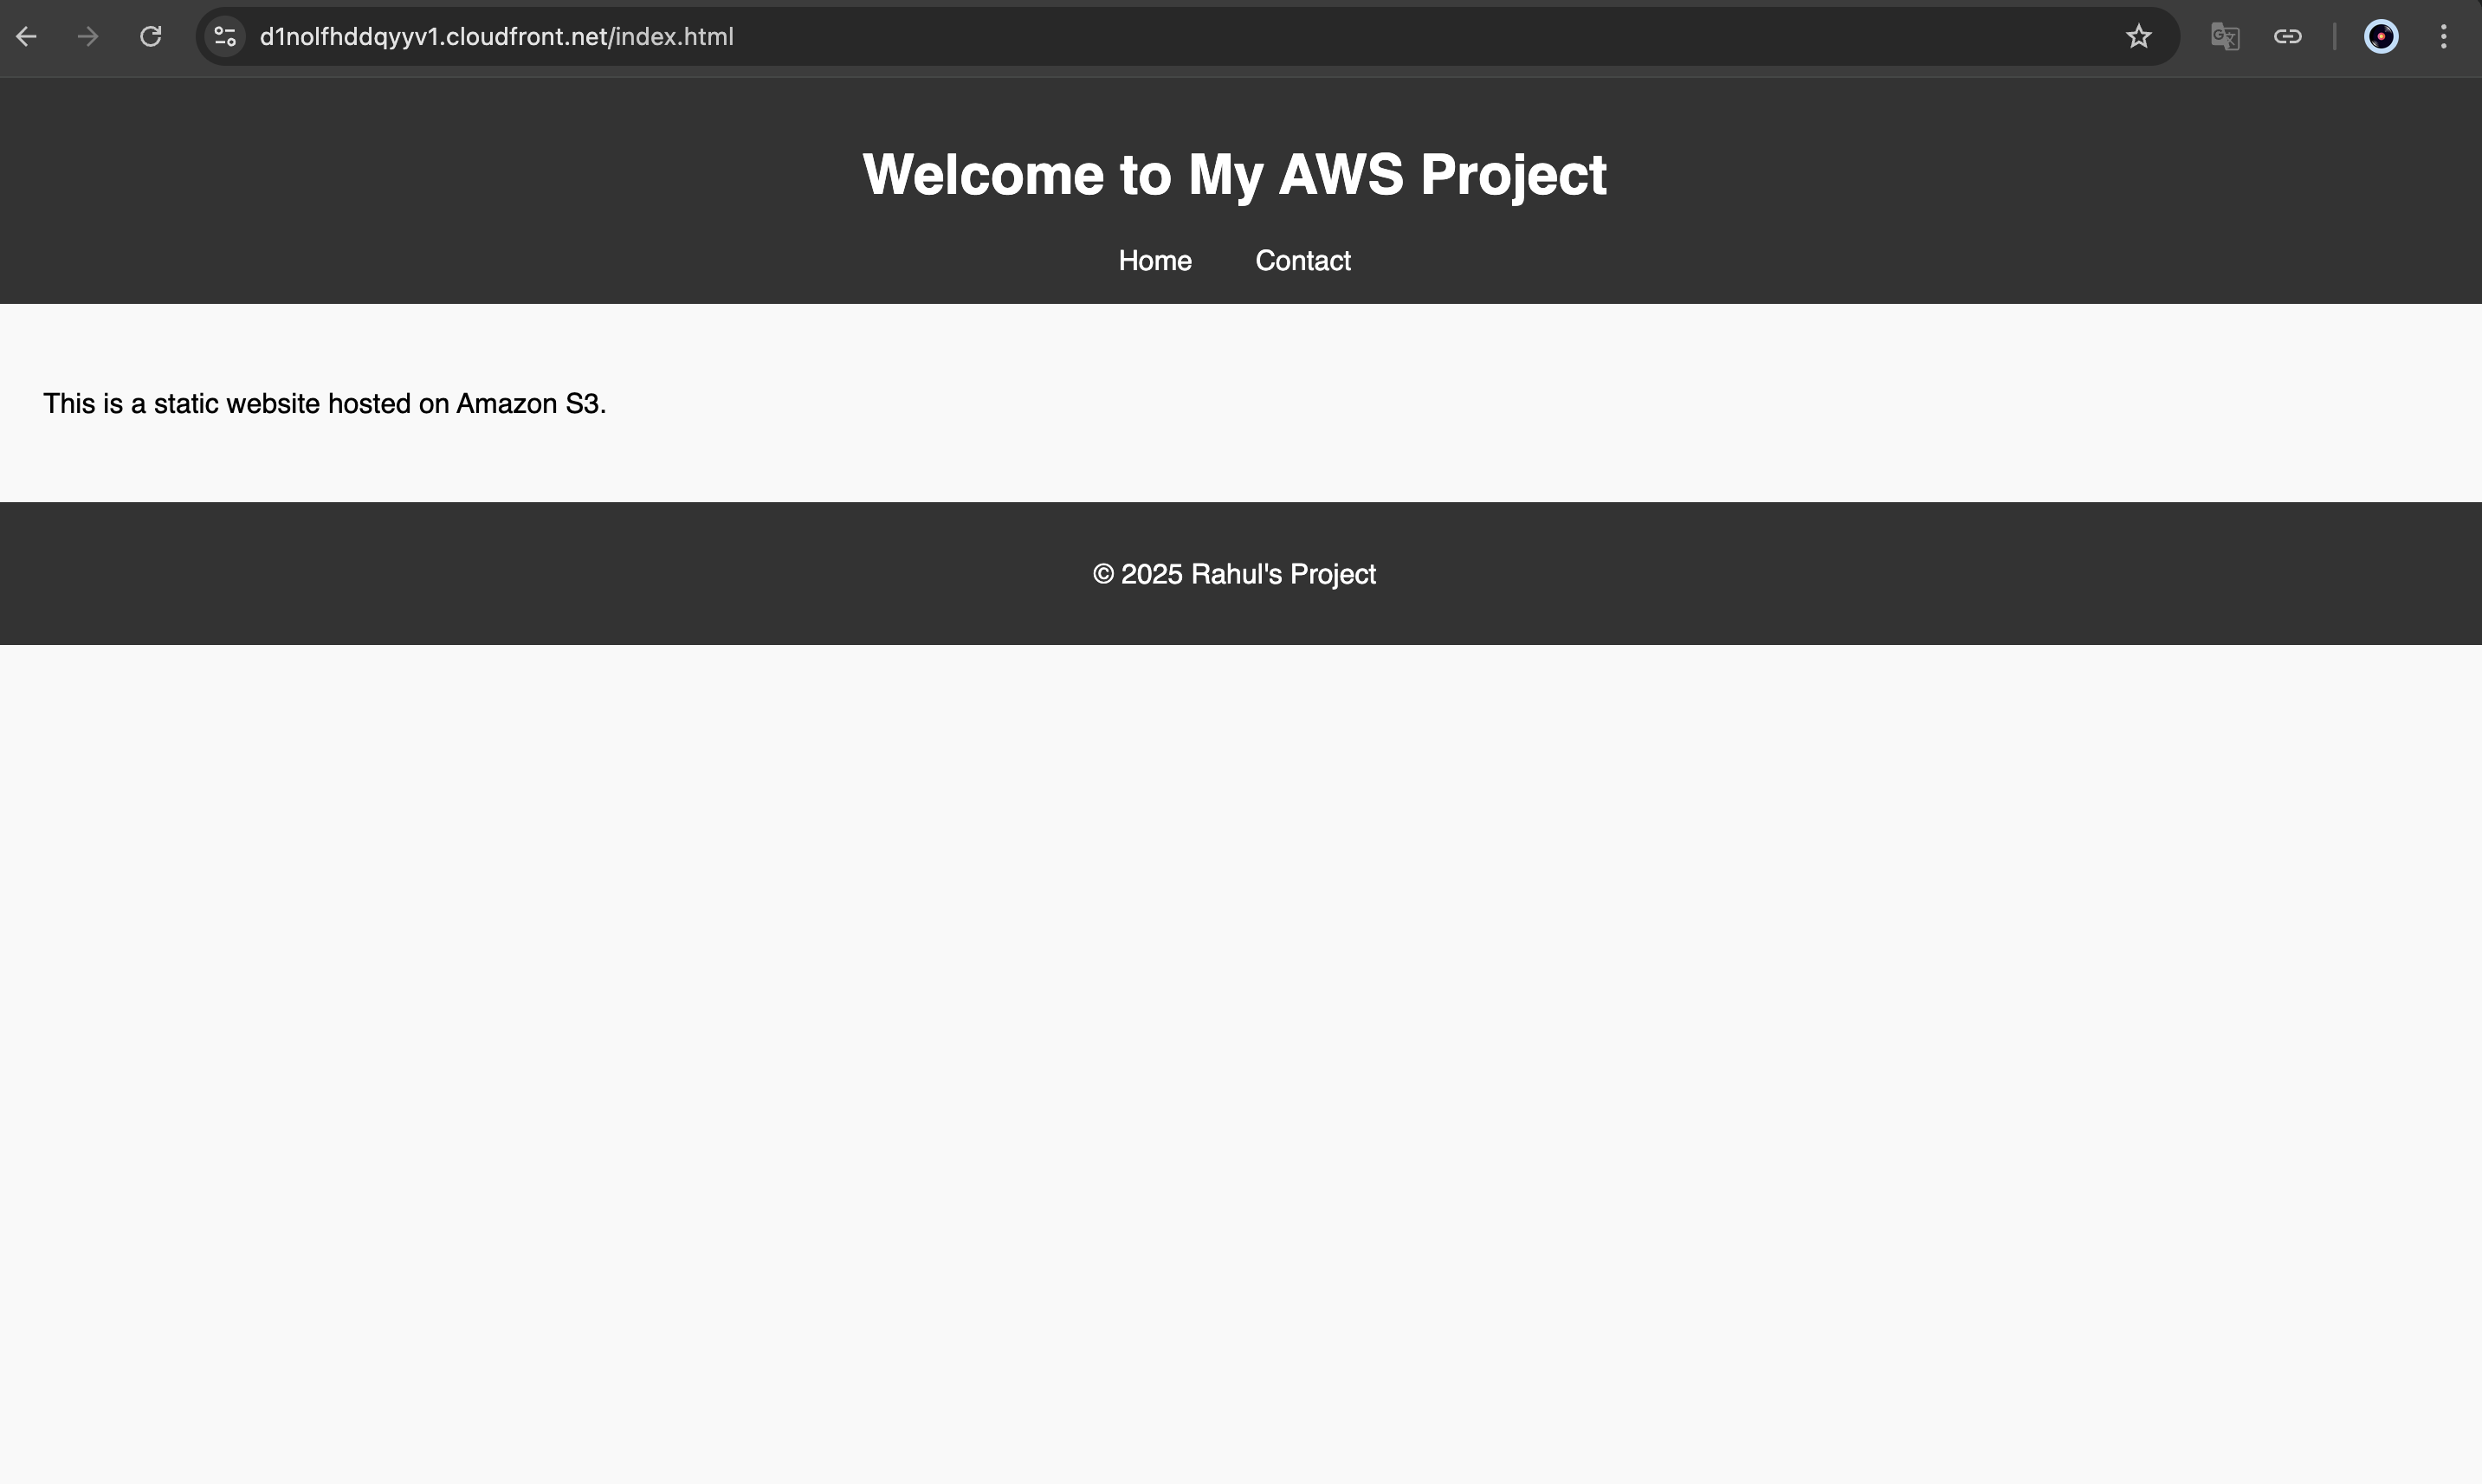 d1nolfhddqyyv1.cloudfront.net/index.html
Welcome to My AWS Project
Home Contact
This is a static website hosted on Amazon S3.
© 2025 Rahul's Project